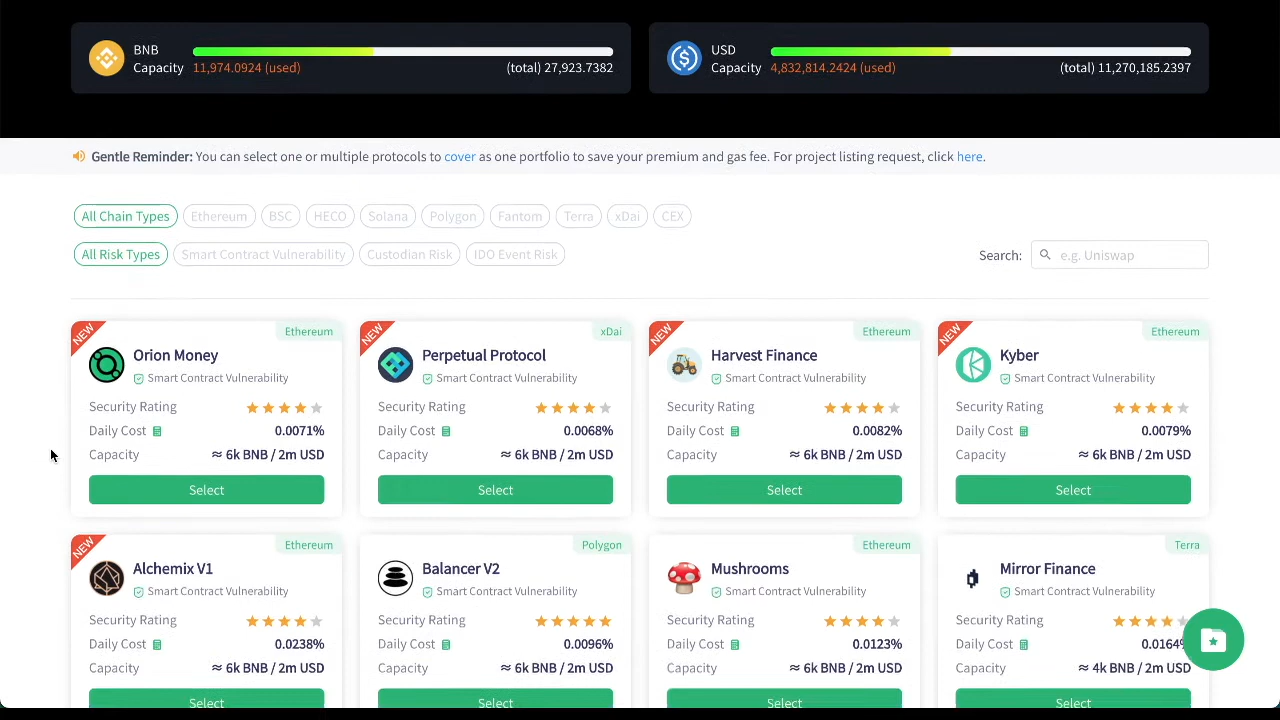 BNB
Capacity 11,974.0924 (used) (total) 27,923.7382
USD
Capacity 4,832,814.2424 (used) (total) 11,270,185.2397
Gentle Reminder: You can select one or multiple protocols to cover as one portfolio to save your premium and gas fee. For project listing request, click here.
All Chain Types Ethereum BSC HECO Solana Polygon Fantom Terra xDai CEX
All Risk Types Smart Contract Vulnerability Custodian Risk IDO Event Risk
Search: e.g. Uniswap
NEW
Ethereum
Orion Money
Smart Contract Vulnerability
Security Rating
Daily Cost 0.0071%
Capacity ≈ 6k BNB / 2m USD
Select
NEW
xDai
Perpetual Protocol
Smart Contract Vulnerability
Security Rating
Daily Cost 0.0068%
Capacity ≈ 6k BNB / 2m USD
Select
NEW
Ethereum
Harvest Finance
Smart Contract Vulnerability
Security Rating
Daily Cost 0.0082%
Capacity ≈ 6k BNB / 2m USD
Select
NEW
Ethereum
Kyber
Smart Contract Vulnerability
Security Rating
Daily Cost 0.0079%
Capacity ≈ 6k BNB / 2m USD
Select
NEW
Ethereum
Alchemix V1
Smart Contract Vulnerability
Security Rating
Daily Cost 0.0238%
Capacity ≈ 6k BNB / 2m USD
Select
Polygon
Balancer V2
Smart Contract Vulnerability
Security Rating
Daily Cost 0.0096%
Capacity ≈ 6k BNB / 2m USD
Select
Ethereum
Mushrooms
Smart Contract Vulnerability
Security Rating
Daily Cost 0.0123%
Capacity ≈ 6k BNB / 2m USD
Select
Terra
Mirror Finance
Smart Contract Vulnerability
Security Rating
Daily Cost 0.0164%
Capacity ≈ 4k BNB / 2m USD
Select